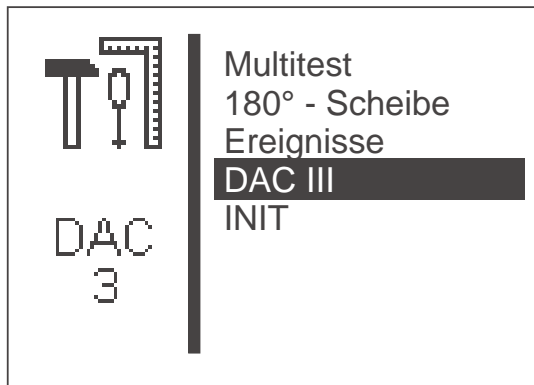 DAC
3
Multitest
180° - Scheibe
Ereignisse
DAC III
INIT